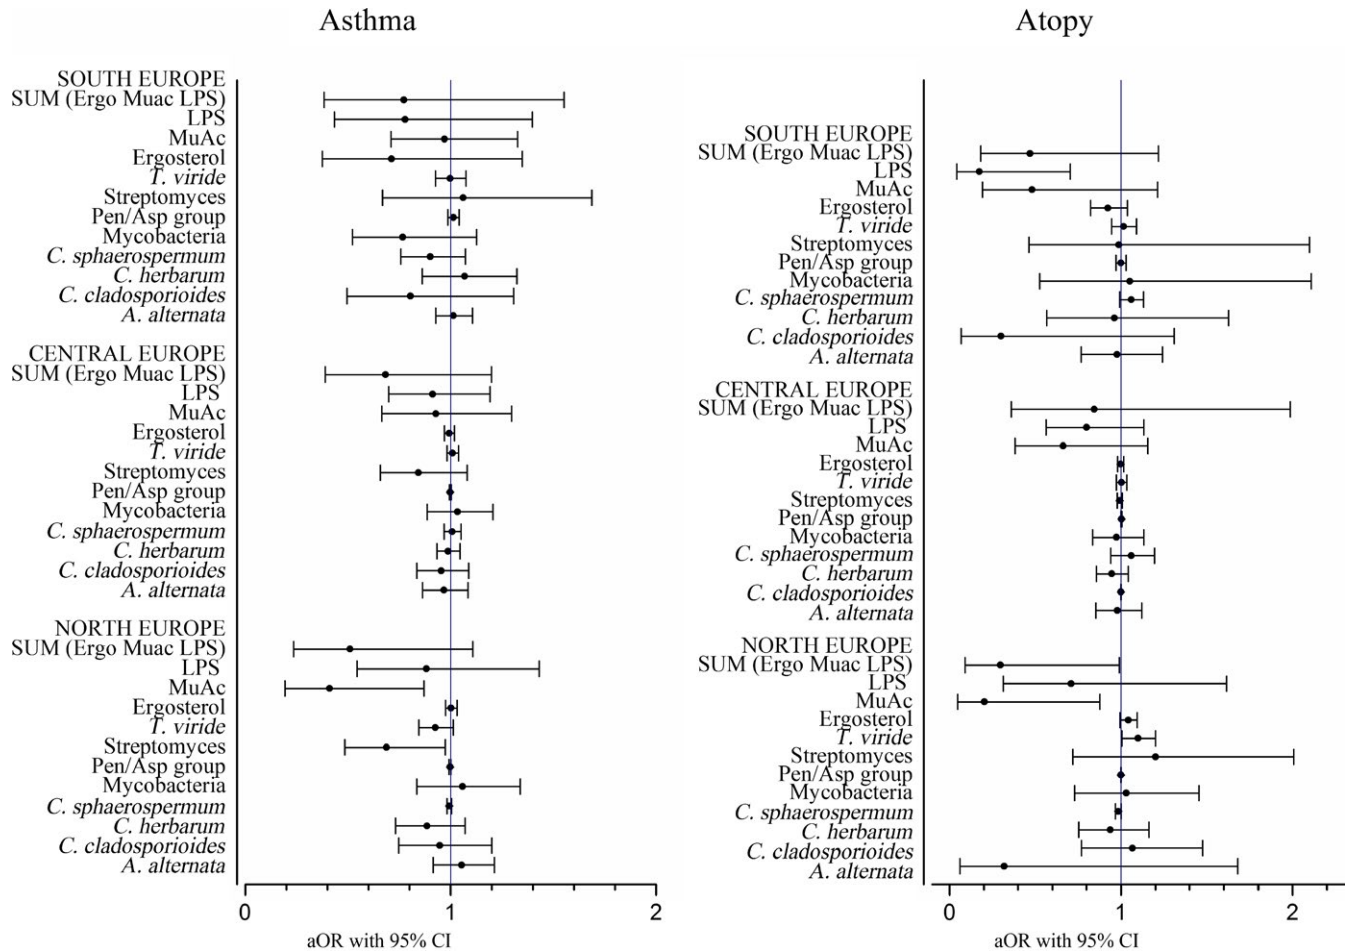 Asthma
SOUTH EUROPE
SUM (Ergo Muac LPS)
LPS
MuAc
Ergosterol
T. viride
Streptomyces
Pen/Asp group
Mycobacteria
C. sphaerospermum
C. herbarum
C. cladosporioides
A. alternata
CENTRAL EUROPE
SUM (Ergo Muac LPS)
LPS
MuAc
Ergosterol
T. viride
Streptomyces
Pen/Asp group
Mycobacteria
C. sphaerospermum
C. herbarum
C. cladosporioides
A. alternata
NORTH EUROPE
SUM (Ergo Muac LPS)
LPS
MuAc
Ergosterol
T. viride
Streptomyces
Pen/Asp group
Mycobacteria
C. sphaerospermum
C. herbarum
C. cladosporioides
A. alternata
0 1 2
aOR with 95% CI
Atopy
SOUTH EUROPE
SUM (Ergo Muac LPS)
LPS
MuAc
Ergosterol
T. viride
Streptomyces
Pen/Asp group
Mycobacteria
C. sphaerospermum
C. herbarum
C. cladosporioides
A. alternata
CENTRAL EUROPE
SUM (Ergo Muac LPS)
LPS
MuAc
Ergosterol
T. viride
Streptomyces
Pen/Asp group
Mycobacteria
C. sphaerospermum
C. herbarum
C. cladosporioides
A. alternata
NORTH EUROPE
SUM (Ergo Muac LPS)
LPS
MuAc
Ergosterol
T. viride
Streptomyces
Pen/Asp group
Mycobacteria
C. sphaerospermum
C. herbarum
C. cladosporioides
A. alternata
0 1 2
aOR with 95% CI